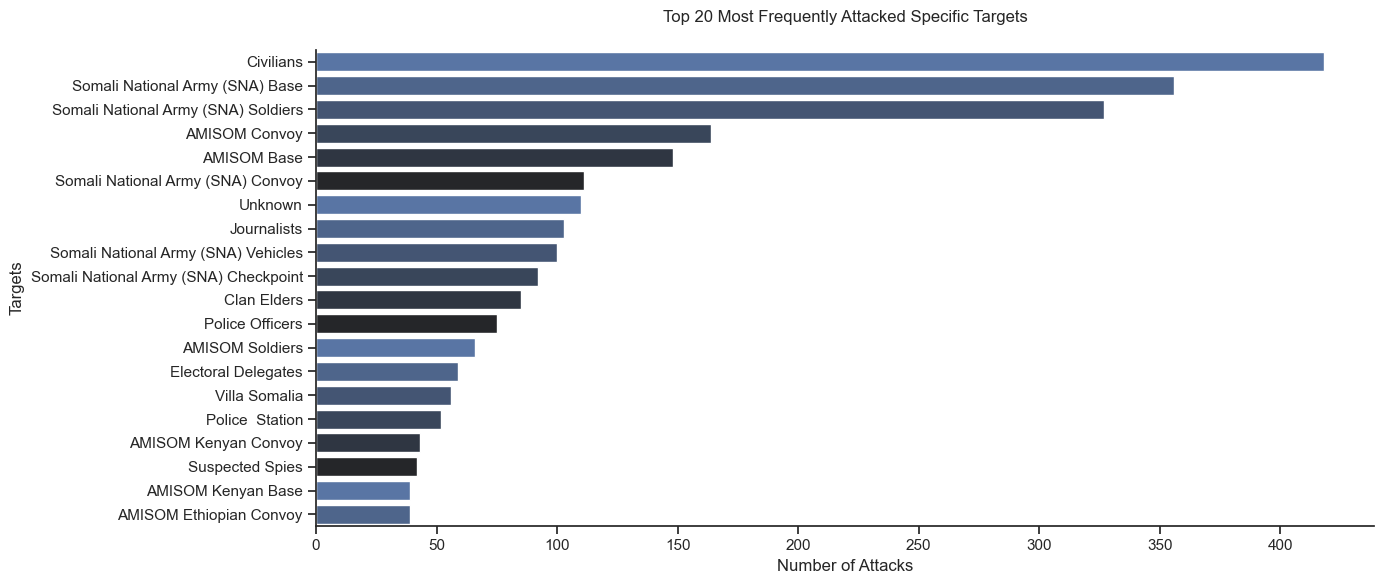 Top 20 Most Frequently Attacked Specific Targets
Targets
Civilians
Somali National Army (SNA) Base
Somali National Army (SNA) Soldiers
AMISOM Convoy
AMISOM Base
Somali National Army (SNA) Convoy
Unknown
Journalists
Somali National Army (SNA) Vehicles
Somali National Army (SNA) Checkpoint
Clan Elders
Police Officers
AMISOM Soldiers
Electoral Delegates
Villa Somalia
Police  Station
AMISOM Kenyan Convoy
Suspected Spies
AMISOM Kenyan Base
AMISOM Ethiopian Convoy
0 50 100 150 200 250 300 350 400
Number of Attacks